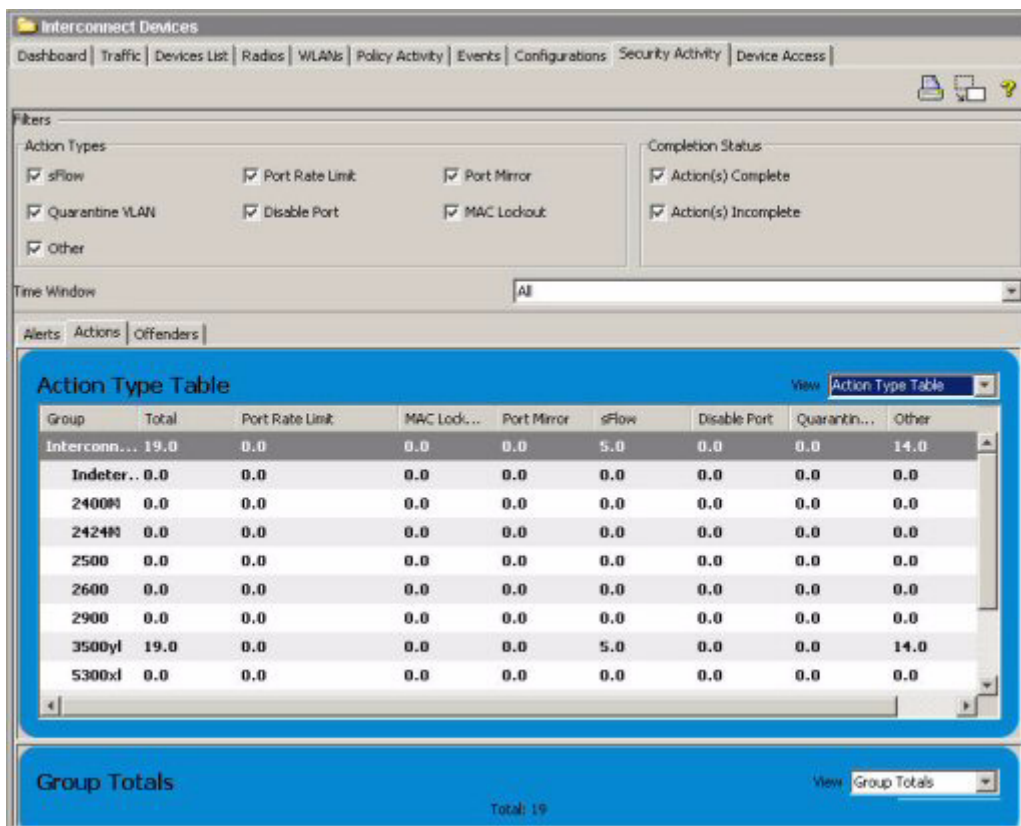 Interconnect Devices
Dashboard Traffic Devices List Radios WLANs Policy Activity Events Configurations Security Activity Device Access
Filters
Action Types Completion Status
sFlow Port Rate Limit Port Mirror Action(s) Complete
Quarantine VLAN Disable Port MAC Lockout Action(s) Incomplete
Other
Time Window All
Alerts Actions Offenders
Action Type Table View Action Type Table
Group Total Port Rate Limit MAC Lock... Port Mirror sFlow Disable Port Quarantin... Other
Interconn... 19.0 0.0 0.0 0.0 5.0 0.0 0.0 14.0
Indeter... 0.0 0.0 0.0 0.0 0.0 0.0 0.0 0.0
2400M 0.0 0.0 0.0 0.0 0.0 0.0 0.0 0.0
2424M 0.0 0.0 0.0 0.0 0.0 0.0 0.0 0.0
2500 0.0 0.0 0.0 0.0 0.0 0.0 0.0 0.0
2600 0.0 0.0 0.0 0.0 0.0 0.0 0.0 0.0
2900 0.0 0.0 0.0 0.0 0.0 0.0 0.0 0.0
3500yl 19.0 0.0 0.0 0.0 5.0 0.0 0.0 14.0
5300xl 0.0 0.0 0.0 0.0 0.0 0.0 0.0 0.0
Group Totals View Group Totals
Total: 19